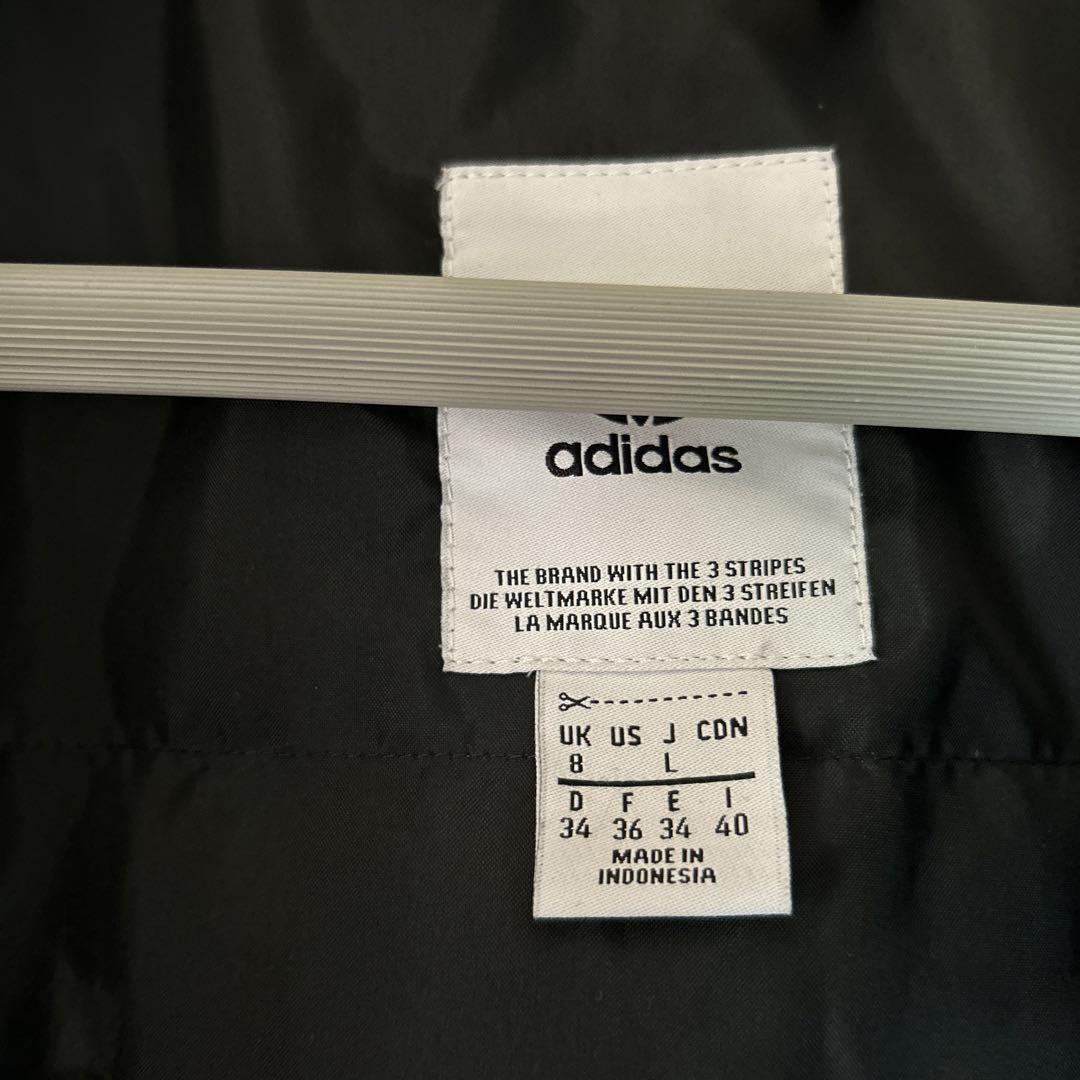 adidas
THE BRAND WITH THE 3 STRIPES
DIE WELTMARKE MIT DEN 3 STREIFEN
LA MARQUE AUX 3 BANDES
UK US J CDN
8 L
D F E I
34 36 34 40
MADE IN
INDONESIA